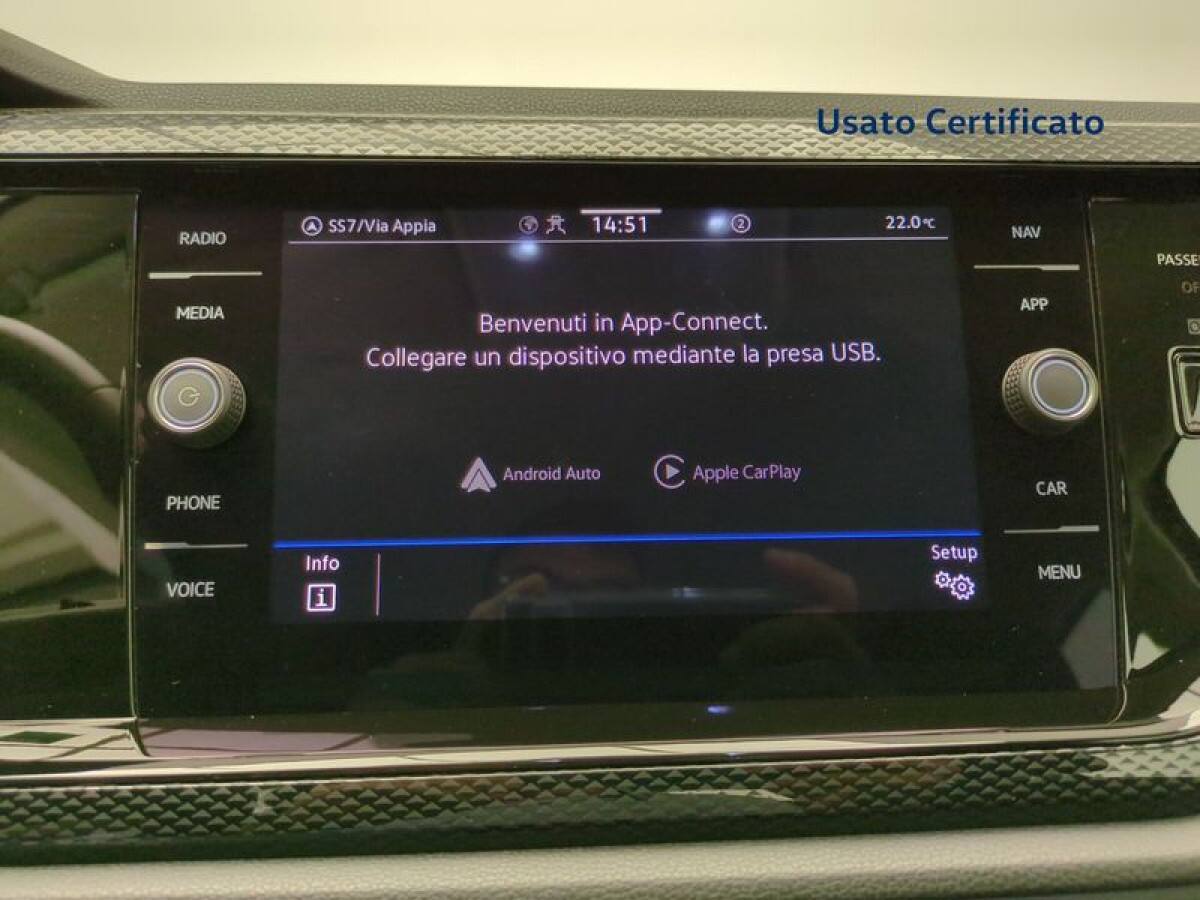 Usato Certificato
RADIO
MEDIA
PHONE
VOICE
SS7/Via Appia
14:51
2
22.0°C
Benvenuti in App-Connect.
Collegare un dispositivo mediante la presa USB.
Android Auto
Apple CarPlay
Info
i
Setup
NAV
APP
CAR
MENU